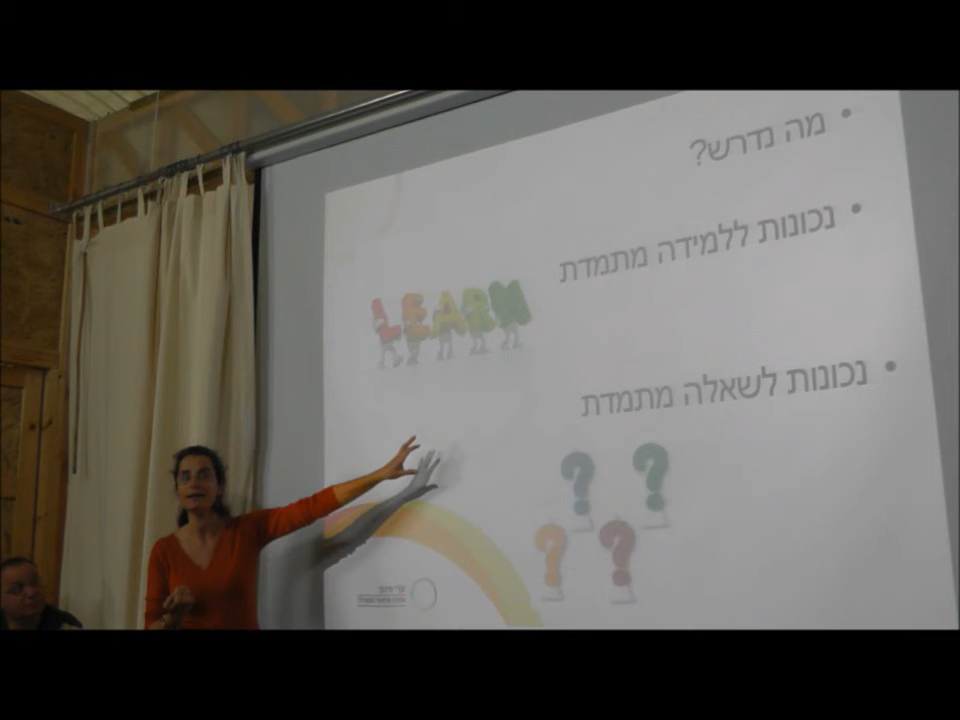 • מה נדרש?
• נכונות ללמידה מתמדת
LEARN
• נכונות לשאלה מתמדת
? ?
? ?